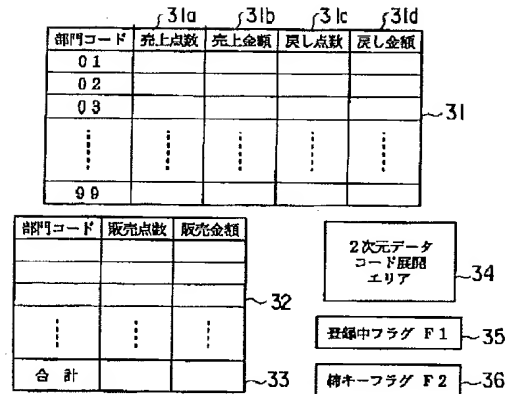 31a 31b 31c 31d
部門コード 売上点数 売上金額 戻し点数 戻し金額
01
02
03
31
99
部門コード 販売点数 販売金額
32
合計
33
2次元データ
コード展開
エリア
34
登録中フラグ F1
35
締キーフラグ F2
36